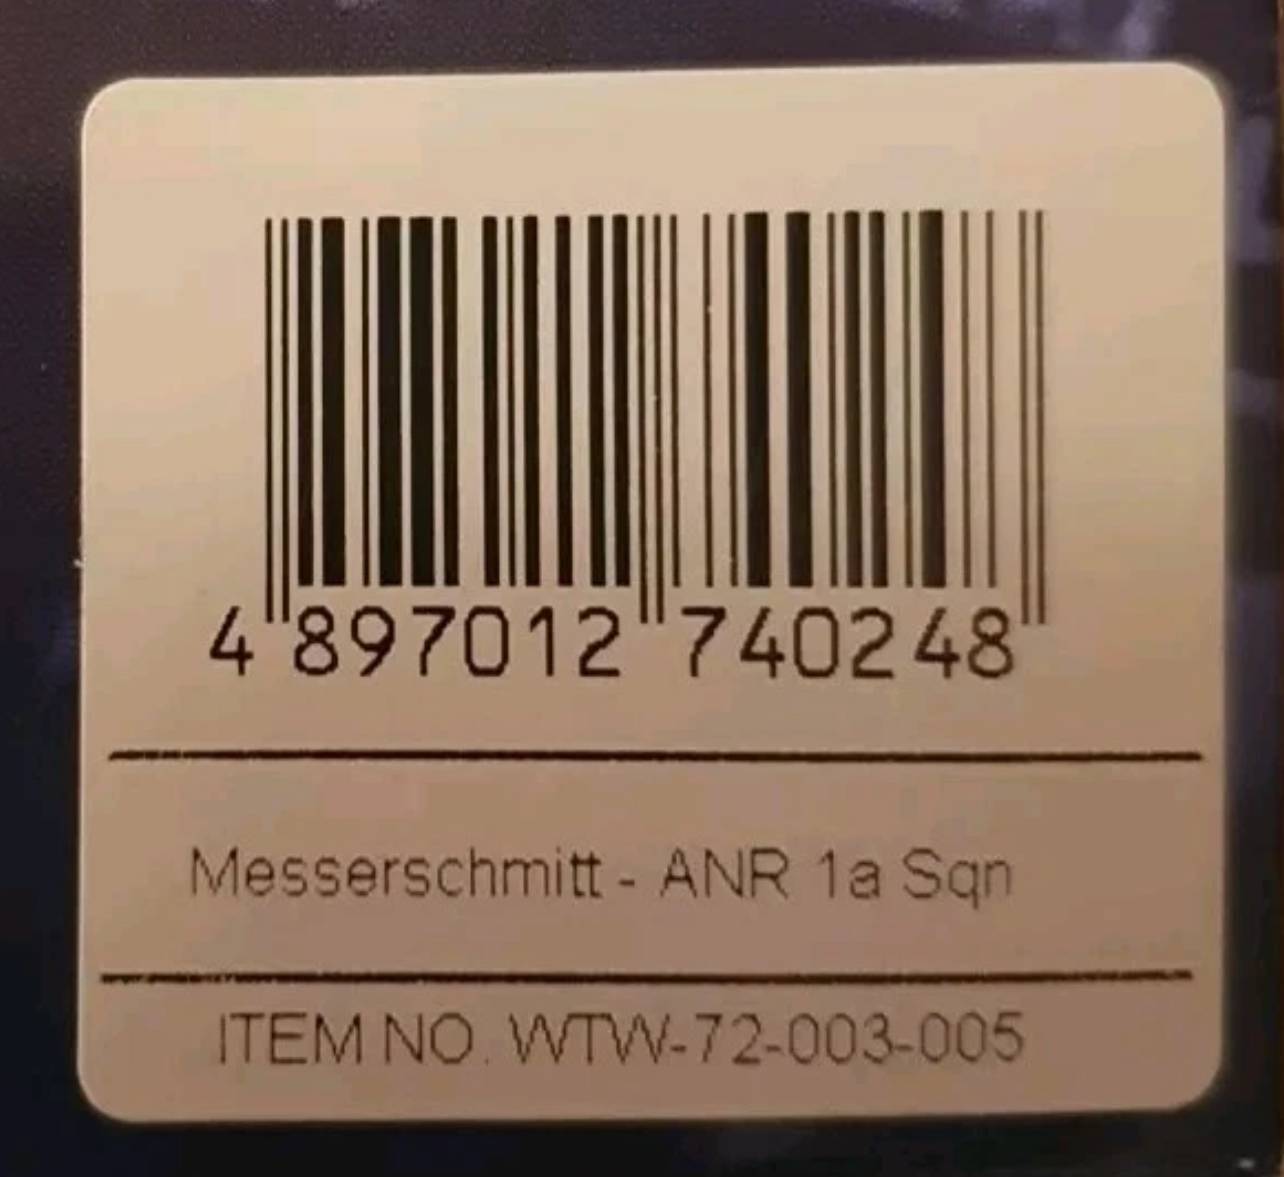 4 897012 740248
Messerschmitt - ANR 1a Sqn
ITEM NO. WTW-72-003-005